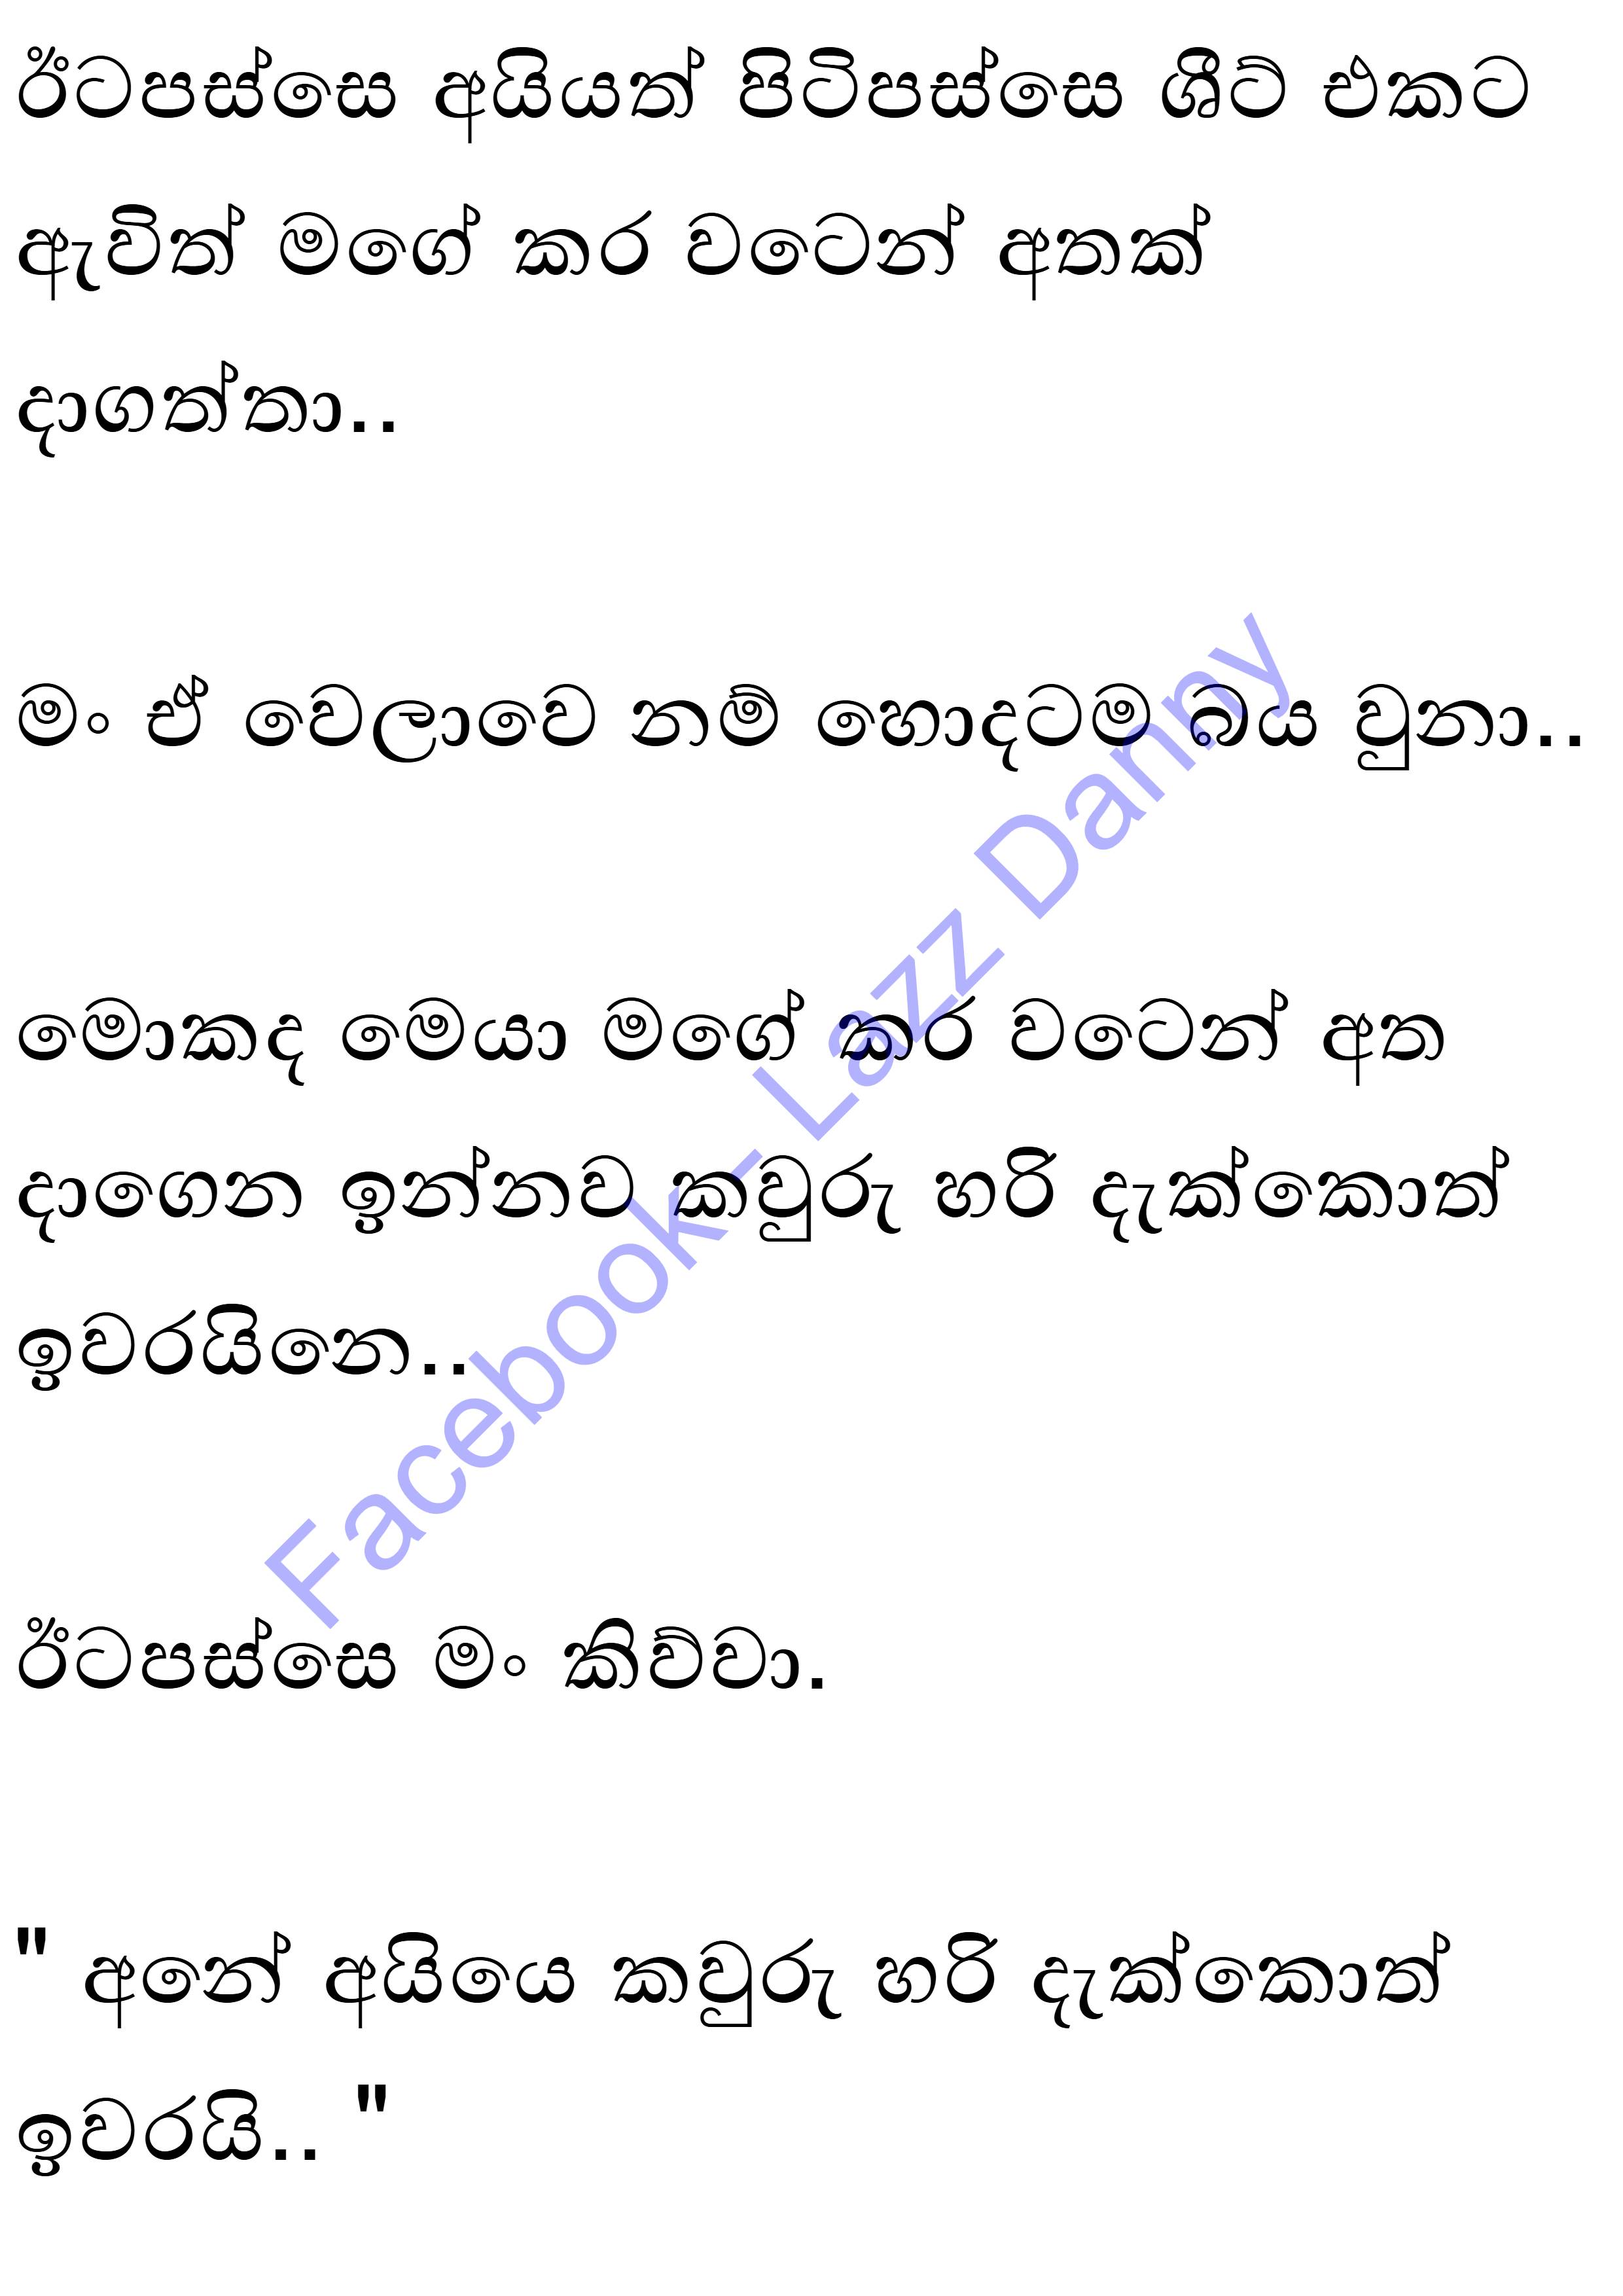 ඊටපස්සෙ අයියත් පිටිපස්සෙ ශීට් එකට
ඇවිත් මගේ කර වටෙන් අතක්
දාගත්තා..
මං ඒ වෙලාවෙ නම් හොදටම බය වුනා..
මොකද මෙයා මගේ කර වටෙන් අත
දාගෙන ඉන්නව කවුරු හරි දැක්කොත්
ඉවරයිනෙ..
ඊටපස්සෙ මං කිව්වා.
" අනේ අයියෙ කවුරු හරි දැක්කොත්
ඉවරයි.. "
Facebook- Lazz Danny